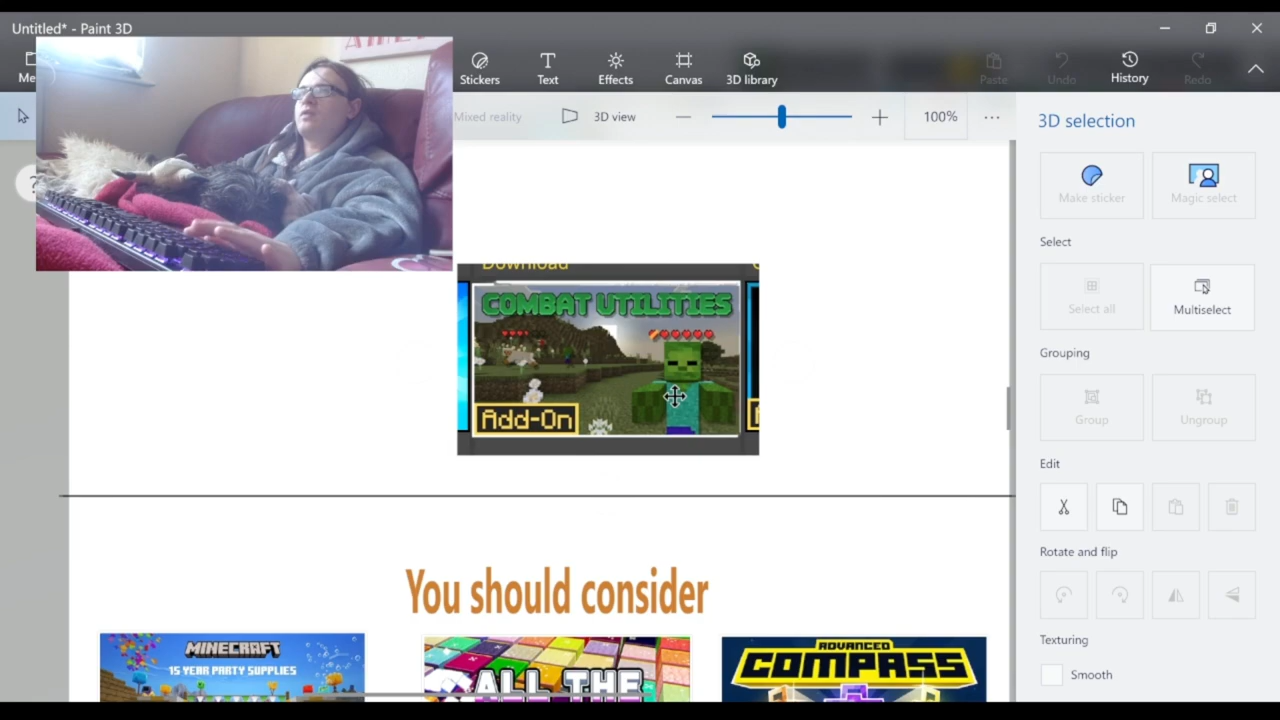 Untitled* - Paint 3D
Me
Stickers
Text
Effects
Canvas
3D library
Paste
Undo
History
Redo
Mixed reality
3D view
100%
3D selection
Make sticker
Magic select
Select
Select all
Multiselect
Grouping
Group
Ungroup
Edit
Rotate and flip
Texturing
Smooth
Download
COMBAT UTILITIES
Add-On
You should consider
MINECRAFT
15 YEAR PARTY SUPPLIES
ALL THE
ADVANCED
COMPASS